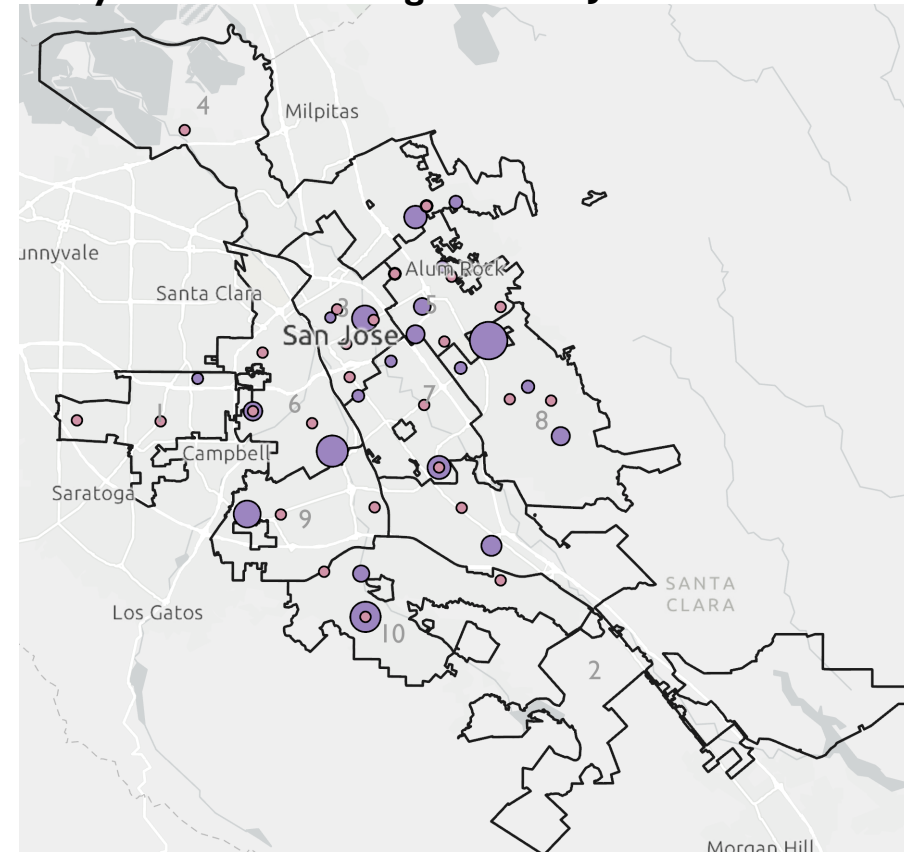 4
Milpitas
unnyvale
Alum Rock
Santa Clara
3
5
San Jose
7
6
1
8
Campbell
Saratoga
9
SANTA
CLARA
Los Gatos
10
2
Morgan Hill